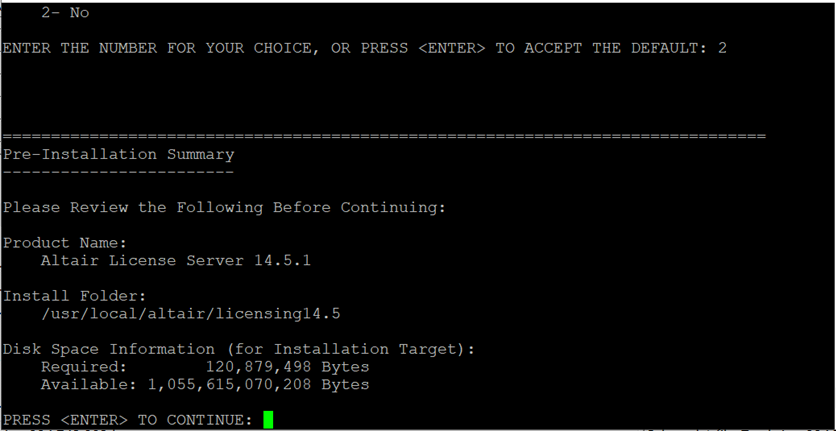 2- No
ENTER THE NUMBER FOR YOUR CHOICE, OR PRESS <ENTER> TO ACCEPT THE DEFAULT: 2
===============================================================================
Pre-Installation Summary
------------------------
Please Review the Following Before Continuing:
Product Name:
Altair License Server 14.5.1
Install Folder:
/usr/local/altair/licensing14.5
Disk Space Information (for Installation Target):
Required: 120,879,498 Bytes
Available: 1,055,615,070,208 Bytes
PRESS <ENTER> TO CONTINUE: